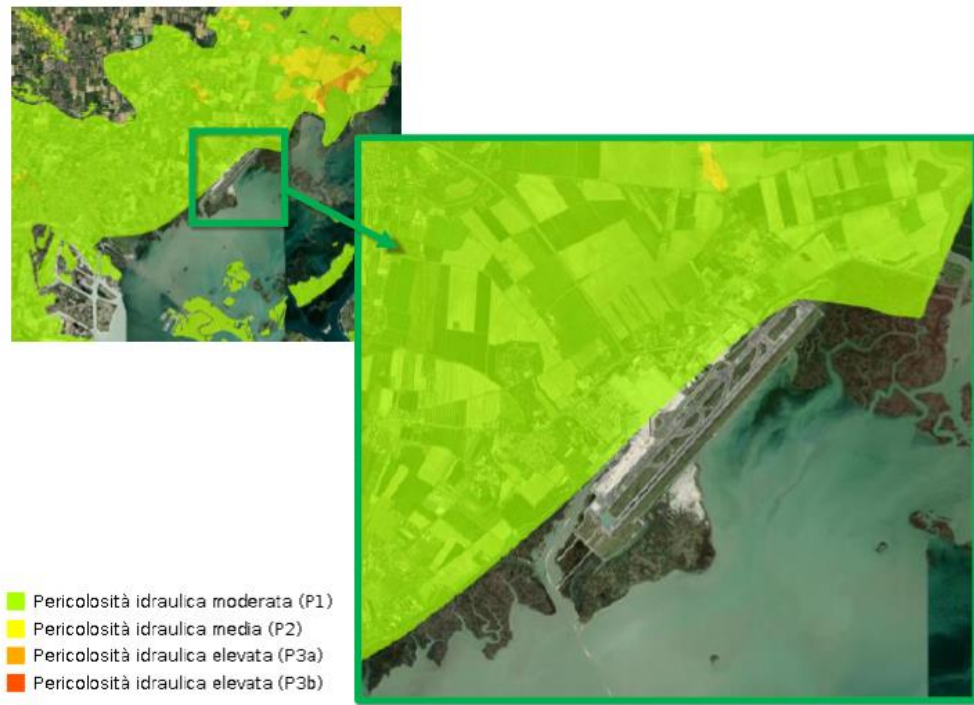 Pericolosità idraulica moderata (P1)
Pericolosità idraulica media (P2)
Pericolosità idraulica elevata (P3a)
Pericolosità idraulica elevata (P3b)